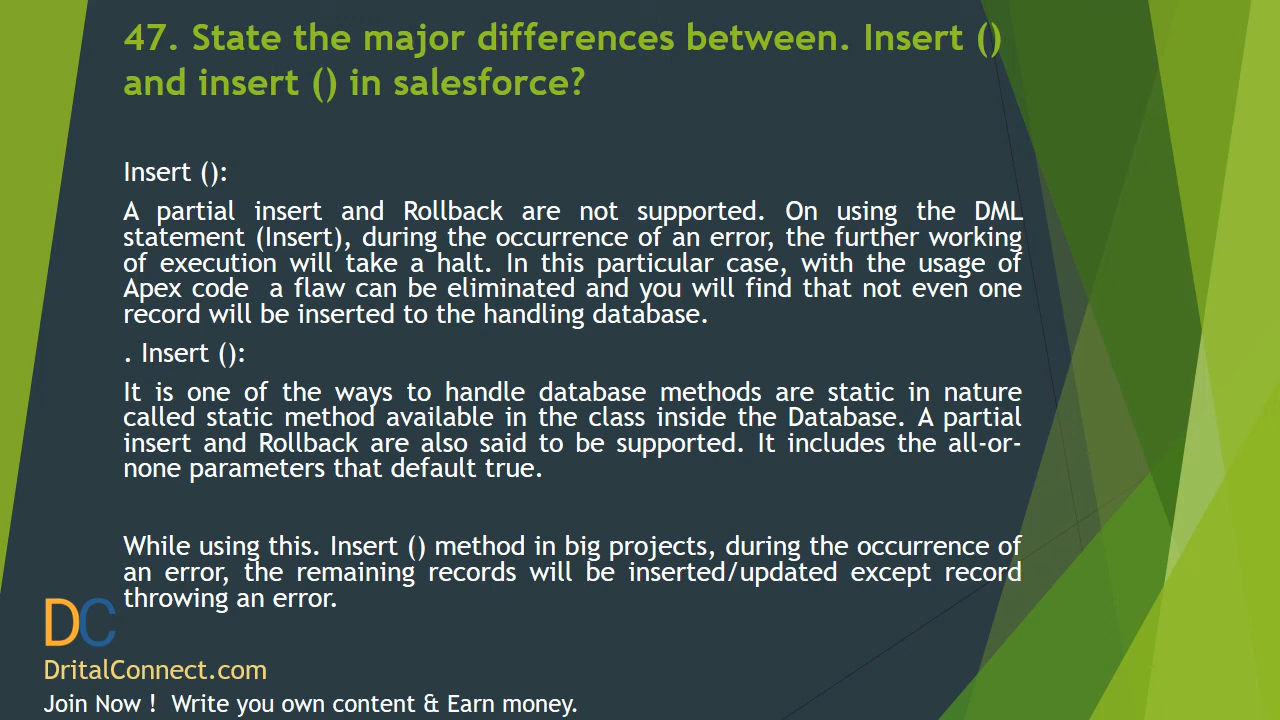 47. State the major differences between. Insert ()
and insert () in salesforce?
Insert ():
A partial insert and Rollback are not supported. On using the DML
statement (Insert), during the occurrence of an error, the further working
of execution will take a halt. In this particular case, with the usage of
Apex code a flaw can be eliminated and you will find that not even one
record will be inserted to the handling database.
. Insert ():
It is one of the ways to handle database methods are static in nature
called static method available in the class inside the Database. A partial
insert and Rollback are also said to be supported. It includes the all-or-
none parameters that default true.
While using this. Insert () method in big projects, during the occurrence of
an error, the remaining records will be inserted/updated except record
throwing an error.
DC
DritalConnect.com
Join Now ! Write you own content & Earn money.